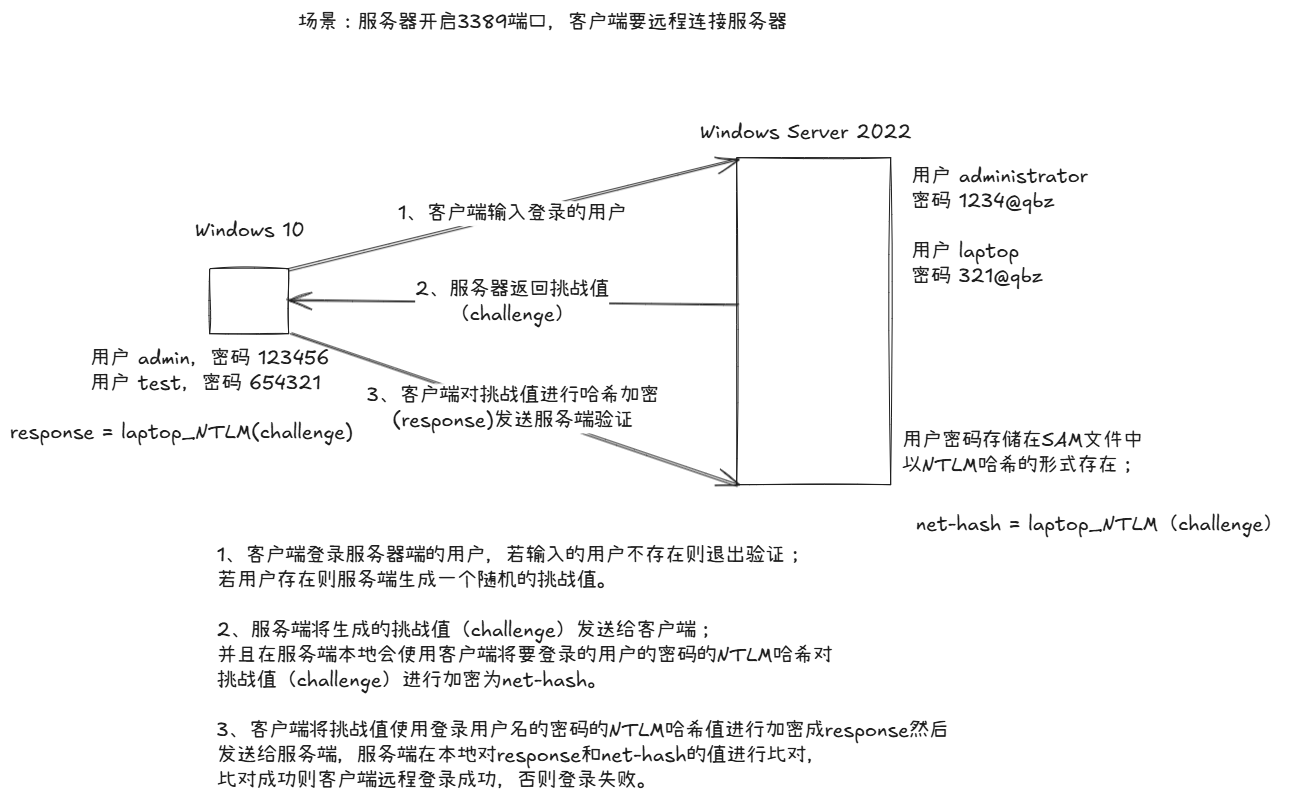 场景：服务器开启3389端口，客户端要远程连接服务器
Windows Server 2022
用户 administrator
密码 1234@qbz
用户 laptop
密码 321@qbz
1、客户端输入登录的用户
Windows 10
2、服务器返回挑战值
（challenge）
用户 admin，密码 123456
用户 test，密码 654321
3、客户端对挑战值进行哈希加密
(response)发送服务端验证
response = laptop_NTLM(challenge)
用户密码存储在SAM文件中
以NTLM哈希的形式存在；
net-hash = laptop_NTLM（challenge）
1、客户端登录服务器端的用户，若输入的用户不存在则退出验证；
若用户存在则服务端生成一个随机的挑战值。
2、服务端将生成的挑战值（challenge）发送给客户端；
并且在服务端本地会使用客户端将要登录的用户的密码的NTLM哈希对
挑战值（challenge）进行加密为net-hash。
3、客户端将挑战值使用登录用户名的密码的NTLM哈希值进行加密成response然后
发送给服务端，服务端在本地对response和net-hash的值进行比对，
比对成功则客户端远程登录成功，否则登录失败。